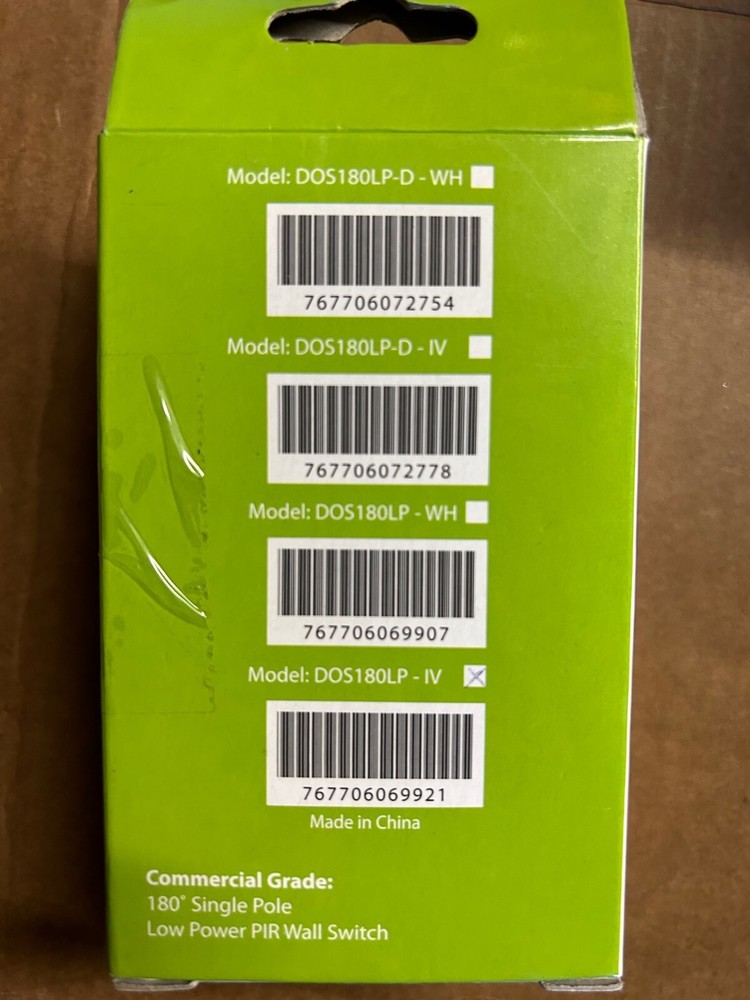 Model: DOS180LP-D - WH
767706072754
Model: DOS180LP-D - IV
767706072778
Model: DOS180LP - WH
767706069907
Model: DOS180LP - IV
767706069921
Made in China
Commercial Grade:
180° Single Pole
Low Power PIR Wall Switch